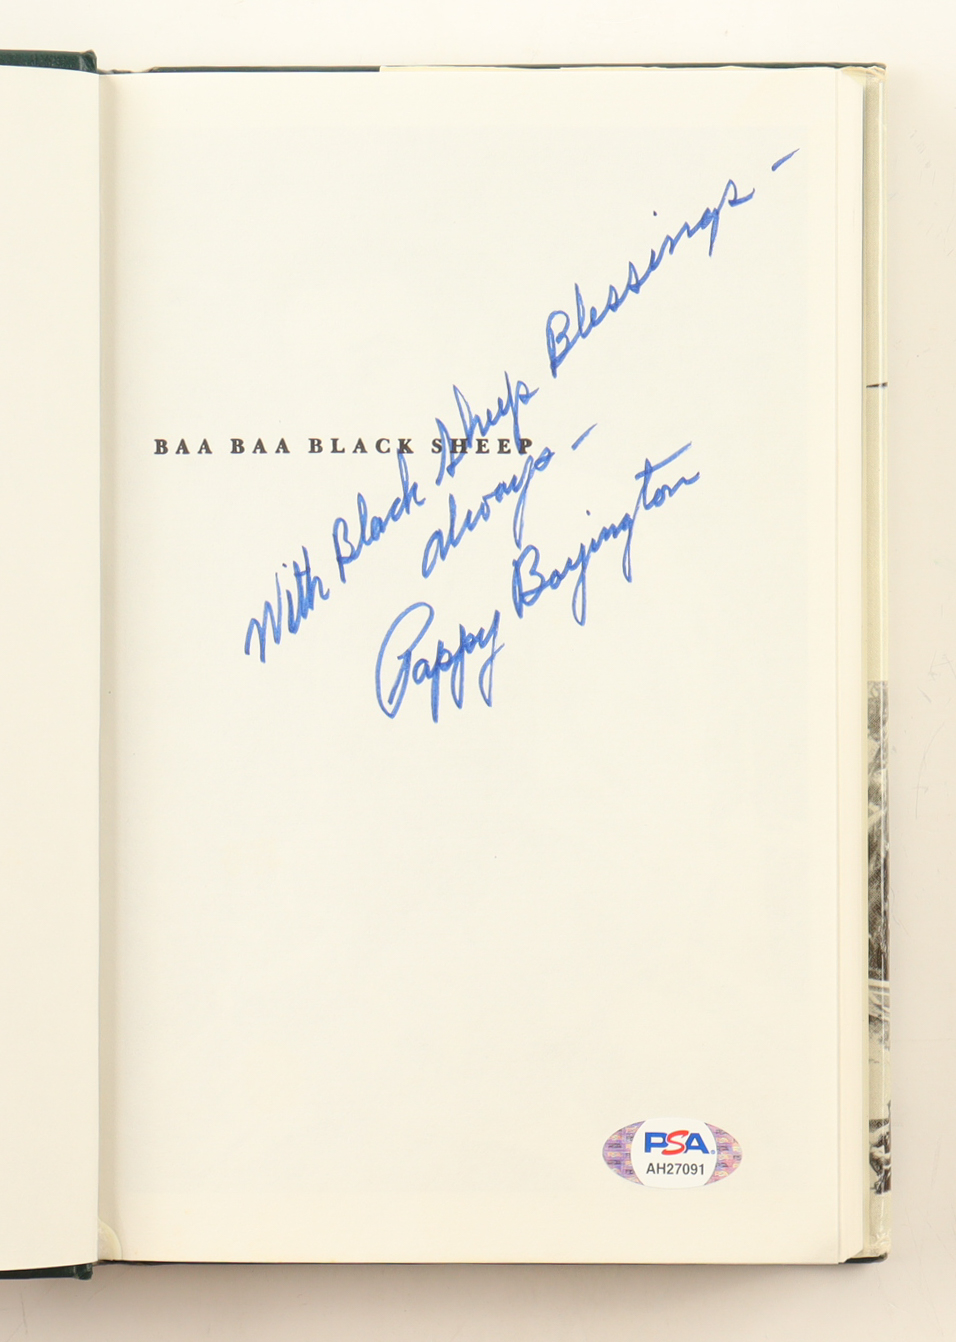 With Black Sheep Blessings -
always -
Pappy Boyington
BAA BAA BLACK SHEEP
PSA
AH27091